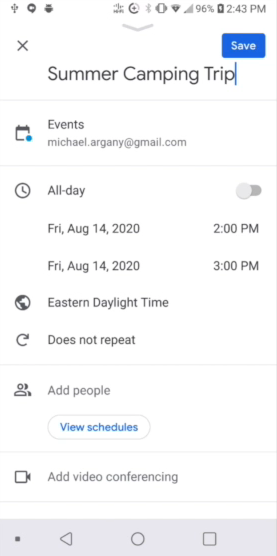 96% 2:43 PM
Save
Summer Camping Trip
Events
michael.argany@gmail.com
All-day
Fri, Aug 14, 2020 2:00 PM
Fri, Aug 14, 2020 3:00 PM
Eastern Daylight Time
Does not repeat
Add people
View schedules
Add video conferencing